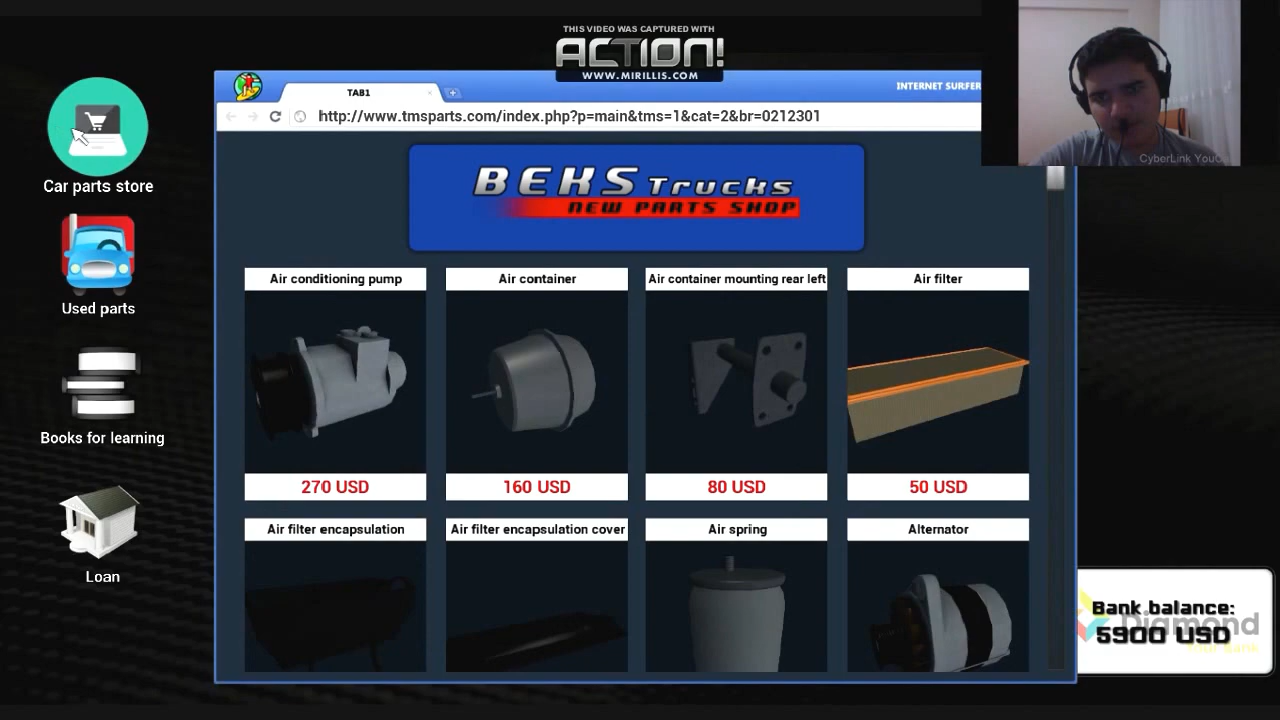 THIS VIDEO WAS CAPTURED WITH
ACTION!
WWW.MIRILLIS.COM
TAB1
INTERNET SURFER
http://www.tmsparts.com/index.php?p=main&tms=1&cat=2&br=0212301
CyberLink YouC
Car parts store
Used parts
Books for learning
Loan
BEKS Trucks
NEW PARTS SHOP
Air conditioning pump
Air container
Air container mounting rear left
Air filter
270 USD
160 USD
80 USD
50 USD
Air filter encapsulation
Air filter encapsulation cover
Air spring
Alternator
Bank balance:
Diamond
5900 USD